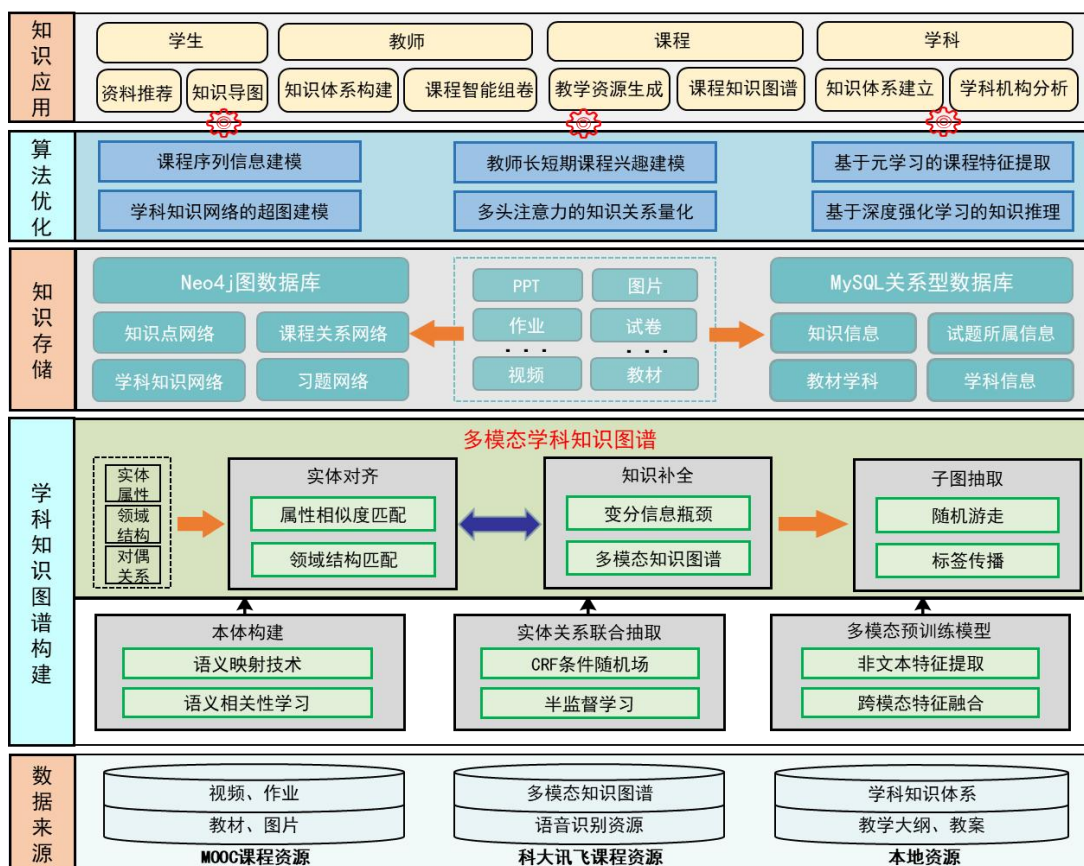 知识应用
学生
教师
课程
学科
资料推荐
知识导图
知识体系构建
课程智能组卷
教学资源生成
课程知识图谱
知识体系建立
学科机构分析
算法优化
课程序列信息建模
教师长短期课程兴趣建模
基于元学习的课程特征提取
学科知识网络的超图建模
多头注意力的知识关系量化
基于深度强化学习的知识推理
知识存储
Neo4j图数据库
知识点网络
课程关系网络
学科知识网络
习题网络
PPT
图片
作业
试卷
... ...
视频
教材
MySQL关系型数据库
知识信息
试题所属信息
教材学科
学科信息
学科知识图谱构建
多模态学科知识图谱
实体
属性
领域
结构
对偶
关系
实体对齐
属性相似度匹配
领域结构匹配
知识补全
变分信息瓶颈
多模态知识图谱
子图抽取
随机游走
标签传播
本体构建
语义映射技术
语义相关性学习
实体关系联合抽取
CRF条件随机场
半监督学习
多模态预训练模型
非文本特征提取
跨模态特征融合
数据来源
视频、作业
教材、图片
MOOC课程资源
多模态知识图谱
语音识别资源
科大讯飞课程资源
学科知识体系
教学大纲、教案
本地资源